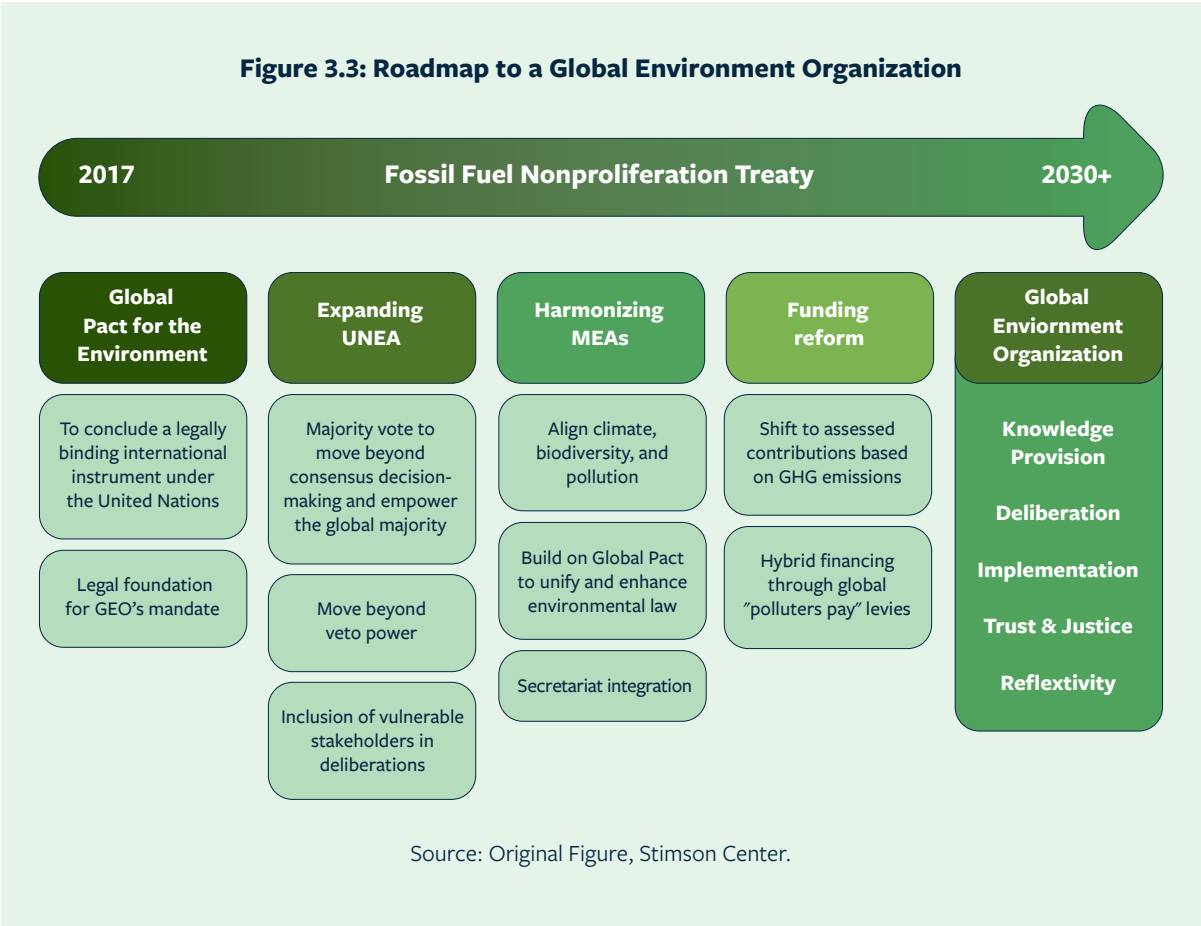 Figure 3.3: Roadmap to a Global Environment Organization
2017
Fossil Fuel Nonproliferation Treaty
2030+
Global
Pact for the
Environment
To conclude a legally
binding international
instrument under
the United Nations
Legal foundation
for GEO’s mandate
Expanding
UNEA
Majority vote to
move beyond
consensus decision-
making and empower
the global majority
Move beyond
veto power
Inclusion of vulnerable
stakeholders in
deliberations
Harmonizing
MEAs
Align climate,
biodiversity, and
pollution
Build on Global Pact
to unify and enhance
environmental law
Secretariat integration
Funding
reform
Shift to assessed
contributions based
on GHG emissions
Hybrid financing
through global
"polluters pay" levies
Global
Enviornment
Organization
Knowledge
Provision
Deliberation
Implementation
Trust & Justice
Reflextivity
Source: Original Figure, Stimson Center.